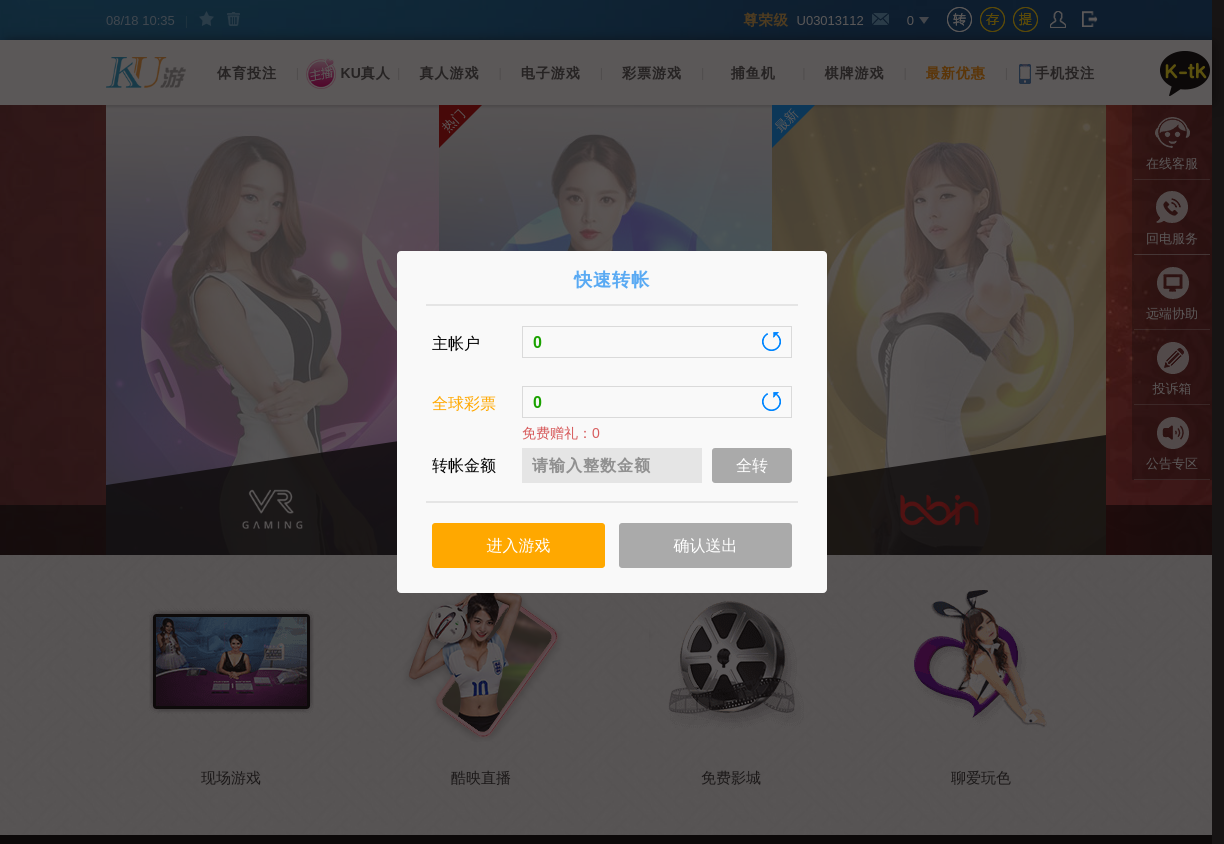 08/18 10:35
尊荣级 U03013112 0 转 存 提
KU游 体育投注 主播 KU真人 真人游戏 电子游戏 彩票游戏 捕鱼机 棋牌游戏 最新优惠 手机投注 K-tk
热门
最新
在线客服
回电服务
远端协助
投诉箱
公告专区
VR
GAMING
bbin
快速转帐
主帐户 0
全球彩票 0
免费赠礼：0
转帐金额 请输入整数金额 全转
进入游戏 确认送出
10
现场游戏 酷映直播 免费影城 聊爱玩色